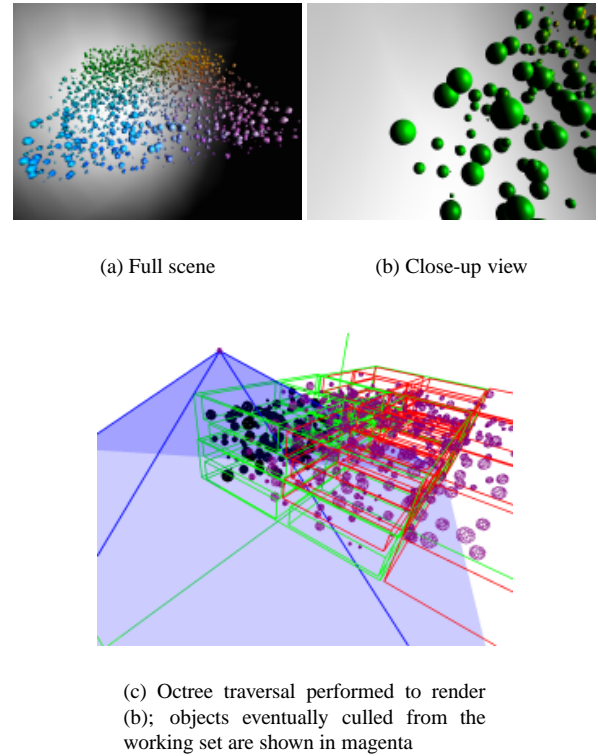 (a) Full scene
(b) Close-up view
(c) Octree traversal performed to render
(b); objects eventually culled from the
working set are shown in magenta